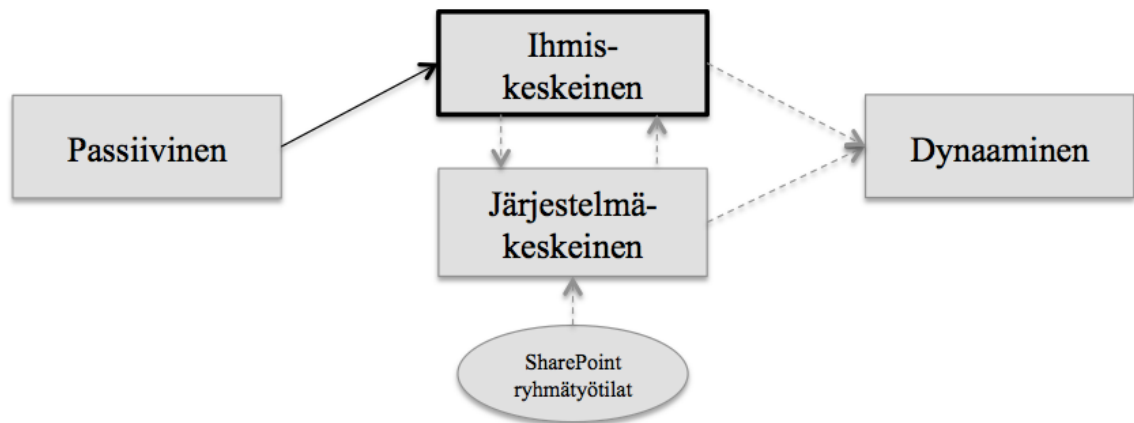 Ihmis-
keskeinen
Passiivinen
Dynaaminen
Järjestelmä-
keskeinen
SharePoint
ryhmätyötilat